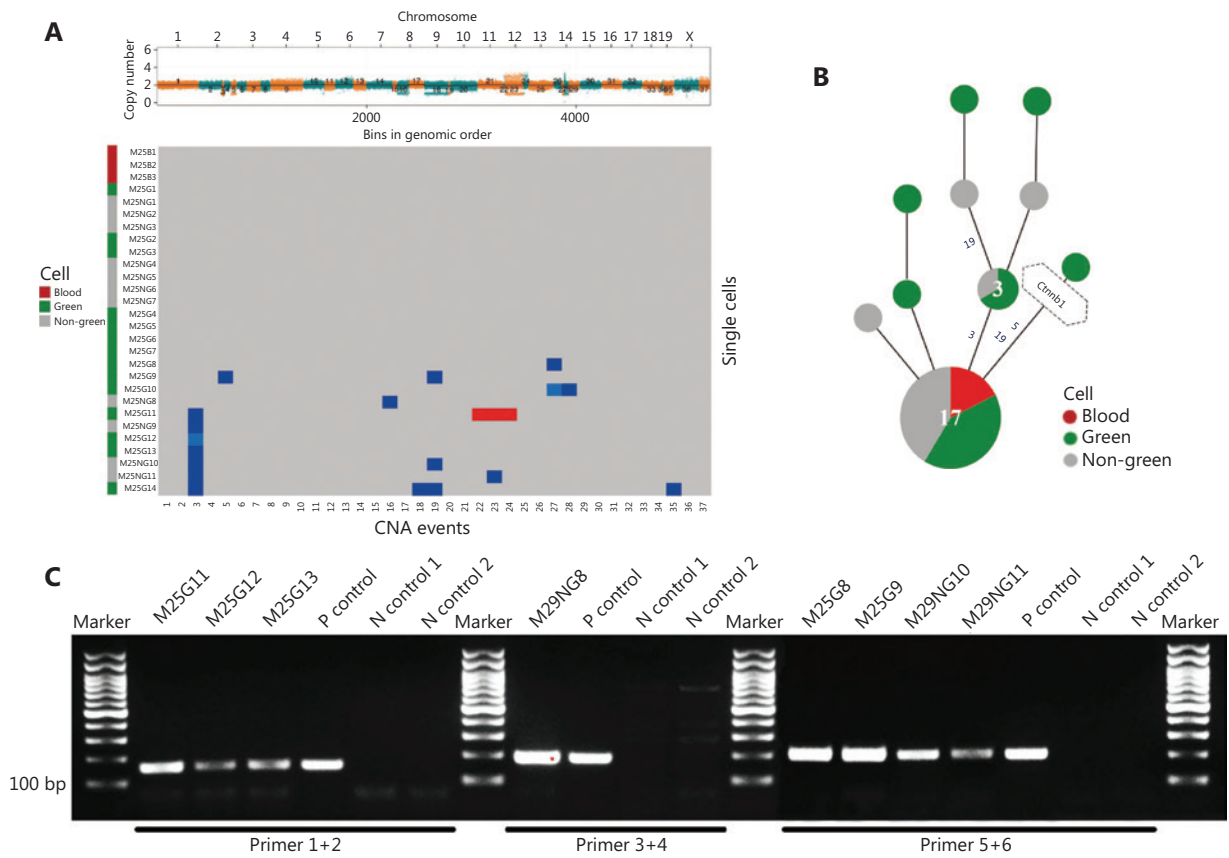 A
Chromosome
1 2 3 4 5 6 7 8 9 10 11 12 13 14 15 16 17 18 19 X
Copy number
6
4
2
0
2000 4000
Bins in genomic order
M25B1
M25B2
M25B3
M25G1
M25NG1
M25NG2
M25NG3
M25G2
M25G3
M25NG4
M25NG5
M25NG6
M25NG7
M25G4
M25G5
M25G6
M25G7
M25G8
M25G9
M25G10
M25NG8
M25G11
M25NG9
M25G12
M25G13
M25NG10
M25NG11
M25G14
Cell
Blood
Green
Non-green
Single cells
1 2 3 4 5 6 7 8 9 10 11 12 13 14 15 16 17 18 19 20 21 22 23 24 25 26 27 28 29 30 31 32 33 34 35 36 37
CNA events
B
19
3
Ctnnb1
3
5
19
17
Cell
Blood
Green
Non-green
C
Marker
M25G11
M25G12
M25G13
P control
N control 1
N control 2
Marker
M29NG8
P control
N control 1
N control 2
Marker
M25G8
M25G9
M29NG10
M29NG11
P control
N control 1
N control 2
Marker
100 bp
Primer 1+2
Primer 3+4
Primer 5+6